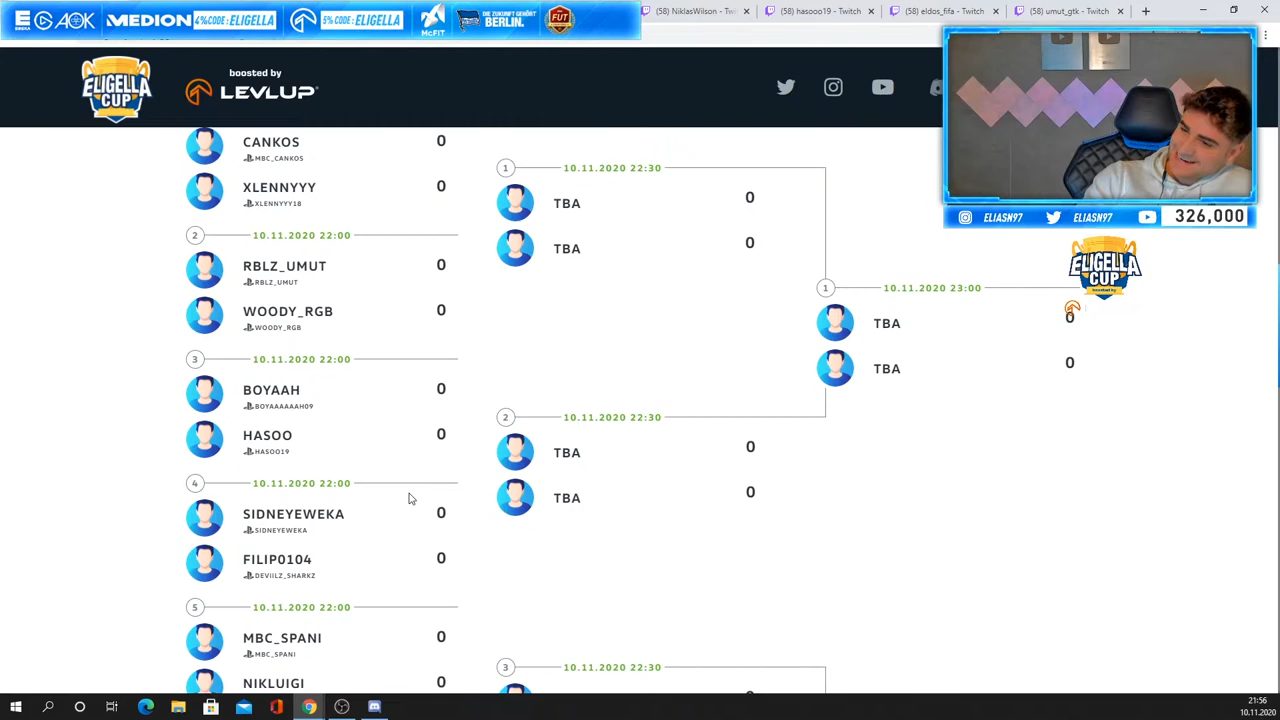 (58) NiklasWilson - Tw
(58) hasooo19 - Twitch
(58) eldos_fifa - Twitch
(58) umut_gtk - Twitch
AOK
MEDION
4% CODE: ELIGELLA
5% CODE: ELIGELLA
McFIT
DIE ZUKUNFT GEHÖRT
BERLIN.
FUT
ELIGELLA
CUP
boosted by
LEVLUP
ELIASN97
ELIASN97
326,000
ELIGELLA
CUP
boosted by
CANKOS 0
MBC_CANKOS
XLENNYYY 0
XLENNYYY18
2 10.11.2020 22:00
RBLZ_UMUT 0
RBLZ_UMUT
WOODY_RGB 0
WOODY_RGB
3 10.11.2020 22:00
BOYAAH 0
BOYAAAAAAH09
HASOO 0
HASOO19
4 10.11.2020 22:00
SIDNEYEWEKA 0
SIDNEYEWEKA
FILIP0104 0
DEVIILZ_SHARKZ
5 10.11.2020 22:00
MBC_SPANI 0
MBC_SPANI
NIKLUIGI 0
1 10.11.2020 22:30
TBA 0
TBA 0
2 10.11.2020 22:30
TBA 0
TBA 0
3 10.11.2020 22:30
1 10.11.2020 23:00
TBA 0
TBA 0
21:56
10.11.2020